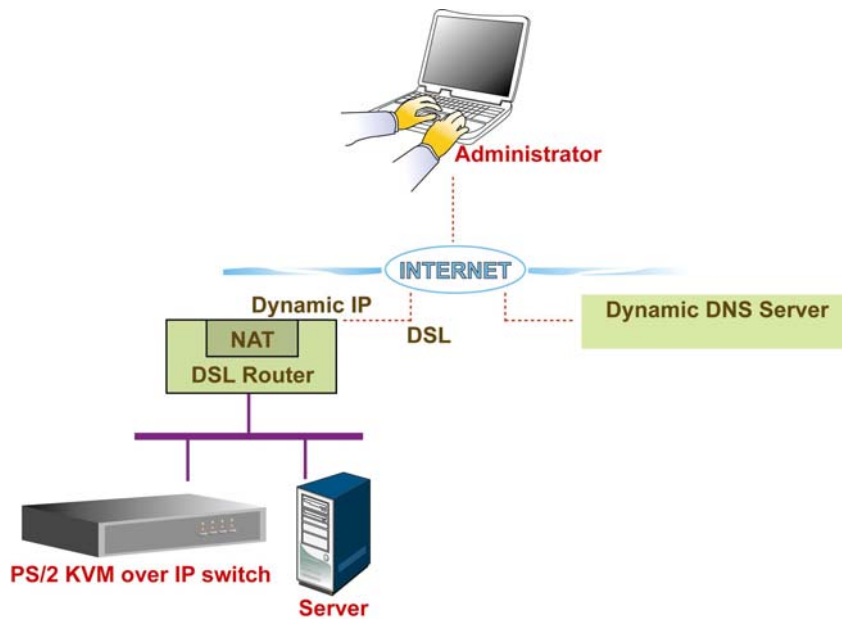 Administrator
INTERNET
Dynamic IP
DSL
Dynamic DNS Server
NAT
DSL Router
PS/2 KVM over IP switch
Server